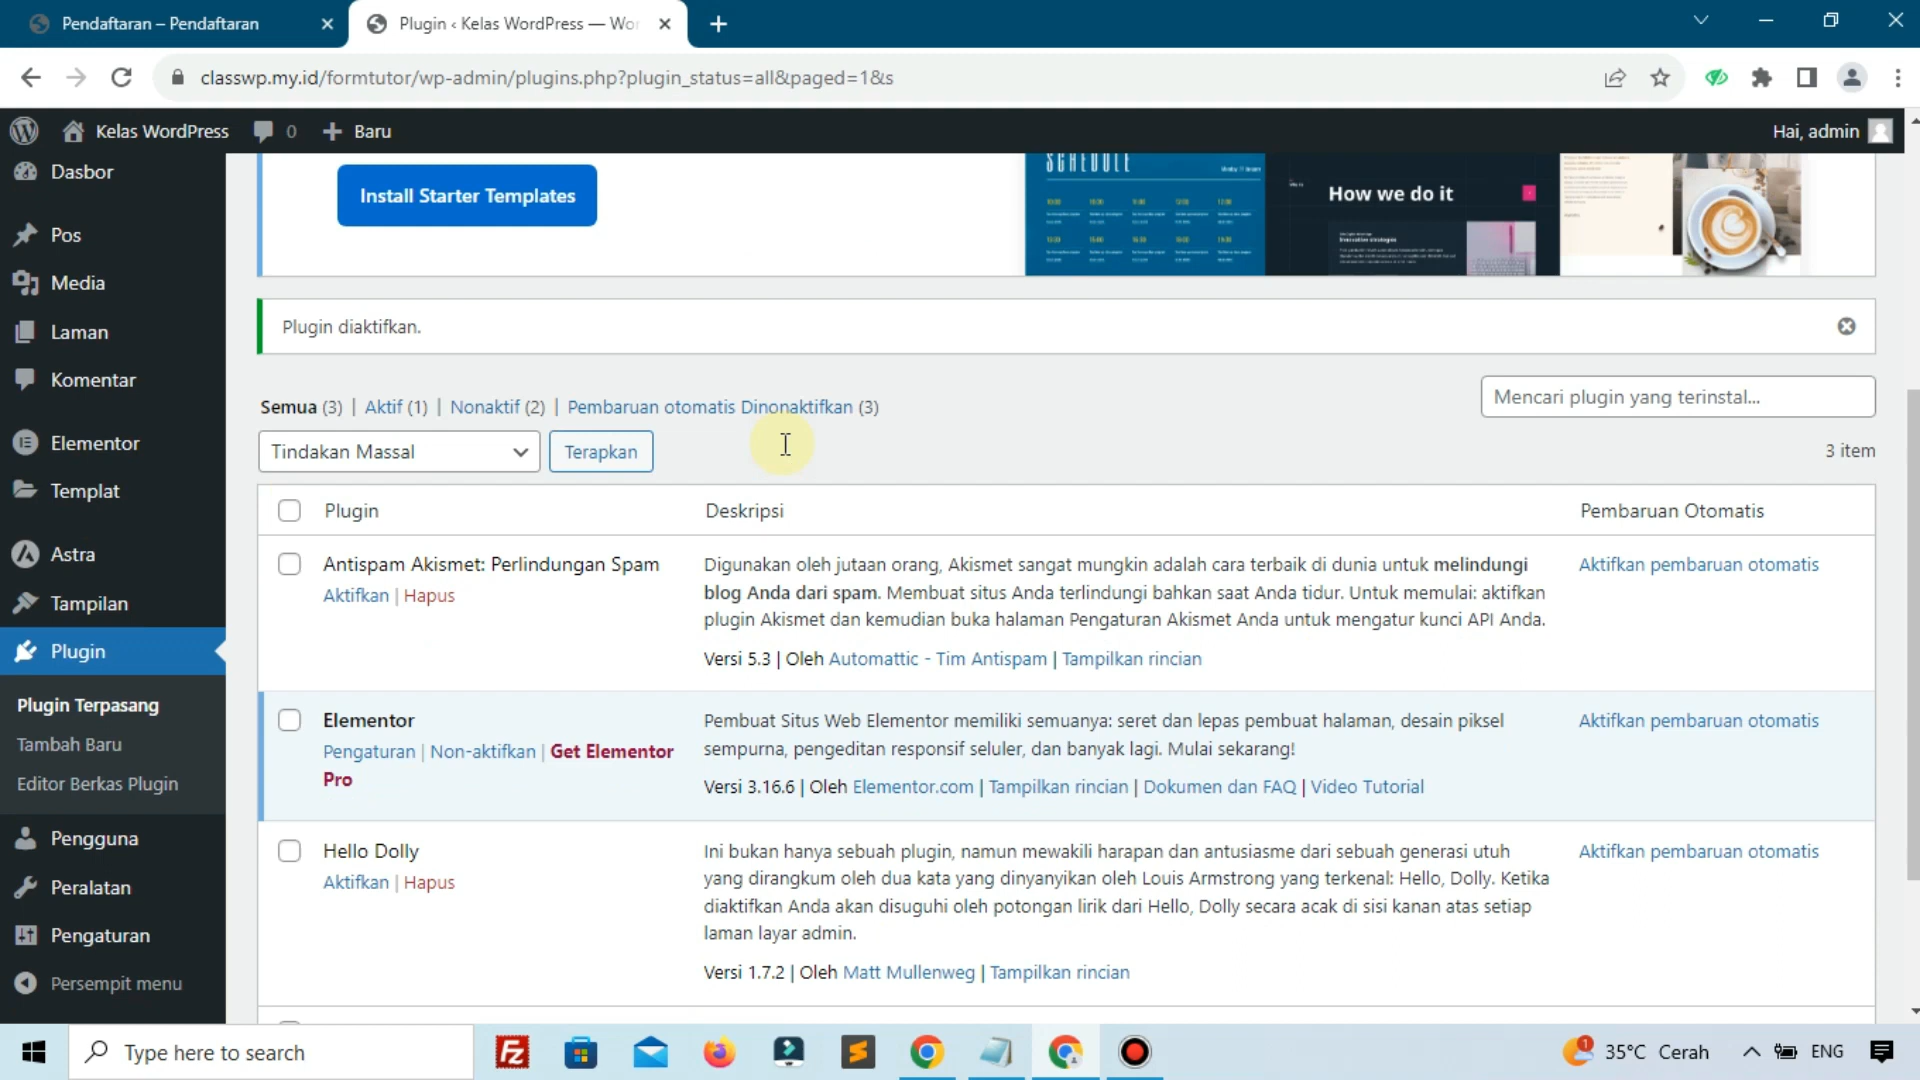 Pendaftaran – Pendaftaran
Plugin ‹ Kelas WordPress — Wor
classwp.my.id/formtutor/wp-admin/plugins.php?plugin_status=all&paged=1&s
Kelas WordPress
0
Baru
Hai, admin
Dasbor
Pos
Media
Laman
Komentar
Elementor
Templat
Astra
Tampilan
Plugin
Plugin Terpasang
Tambah Baru
Editor Berkas Plugin
Pengguna
Peralatan
Pengaturan
Persempit menu
Install Starter Templates
SCHEDULE
How we do it
Plugin diaktifkan.
Semua (3) | Aktif (1) | Nonaktif (2) | Pembaruan otomatis Dinonaktifkan (3)
Mencari plugin yang terinstal...
Tindakan Massal
Terapkan
3 item
Plugin
Deskripsi
Pembaruan Otomatis
Antispam Akismet: Perlindungan Spam
Aktifkan | Hapus
Digunakan oleh jutaan orang, Akismet sangat mungkin adalah cara terbaik di dunia untuk melindungi
blog Anda dari spam. Membuat situs Anda terlindungi bahkan saat Anda tidur. Untuk memulai: aktifkan
plugin Akismet dan kemudian buka halaman Pengaturan Akismet Anda untuk mengatur kunci API Anda.
Versi 5.3 | Oleh Automattic - Tim Antispam | Tampilkan rincian
Aktifkan pembaruan otomatis
Elementor
Pengaturan | Non-aktifkan | Get Elementor
Pro
Pembuat Situs Web Elementor memiliki semuanya: seret dan lepas pembuat halaman, desain piksel
sempurna, pengeditan responsif seluler, dan banyak lagi. Mulai sekarang!
Versi 3.16.6 | Oleh Elementor.com | Tampilkan rincian | Dokumen dan FAQ | Video Tutorial
Aktifkan pembaruan otomatis
Hello Dolly
Aktifkan | Hapus
Ini bukan hanya sebuah plugin, namun mewakili harapan dan antusiasme dari sebuah generasi utuh
yang dirangkum oleh dua kata yang dinyanyikan oleh Louis Armstrong yang terkenal: Hello, Dolly. Ketika
diaktifkan Anda akan disuguhi oleh potongan lirik dari Hello, Dolly secara acak di sisi kanan atas setiap
laman layar admin.
Versi 1.7.2 | Oleh Matt Mullenweg | Tampilkan rincian
Aktifkan pembaruan otomatis
Type here to search
Fz
1
35°C Cerah
ENG